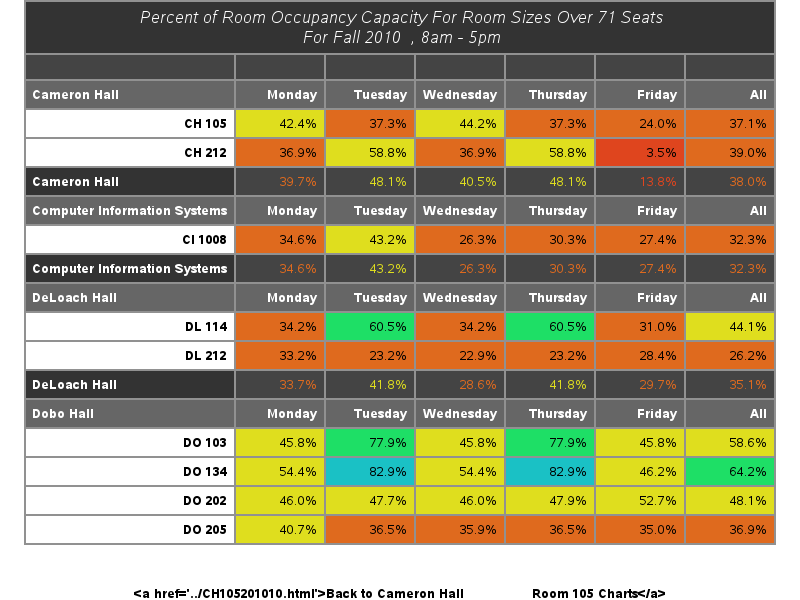 Percent of Room Occupancy Capacity For Room Sizes Over 71 Seats
For Fall 2010 , 8am - 5pm
Cameron Hall Monday Tuesday Wednesday Thursday Friday All
CH 105 42.4% 37.3% 44.2% 37.3% 24.0% 37.1%
CH 212 36.9% 58.8% 36.9% 58.8% 3.5% 39.0%
Cameron Hall 39.7% 48.1% 40.5% 48.1% 13.8% 38.0%
Computer Information Systems Monday Tuesday Wednesday Thursday Friday All
CI 1008 34.6% 43.2% 26.3% 30.3% 27.4% 32.3%
Computer Information Systems 34.6% 43.2% 26.3% 30.3% 27.4% 32.3%
DeLoach Hall Monday Tuesday Wednesday Thursday Friday All
DL 114 34.2% 60.5% 34.2% 60.5% 31.0% 44.1%
DL 212 33.2% 23.2% 22.9% 23.2% 28.4% 26.2%
DeLoach Hall 33.7% 41.8% 28.6% 41.8% 29.7% 35.1%
Dobo Hall Monday Tuesday Wednesday Thursday Friday All
DO 103 45.8% 77.9% 45.8% 77.9% 45.8% 58.6%
DO 134 54.4% 82.9% 54.4% 82.9% 46.2% 64.2%
DO 202 46.0% 47.7% 46.0% 47.9% 52.7% 48.1%
DO 205 40.7% 36.5% 35.9% 36.5% 35.0% 36.9%
<a href='../CH105201010.html'>Back to Cameron Hall Room 105 Charts</a>